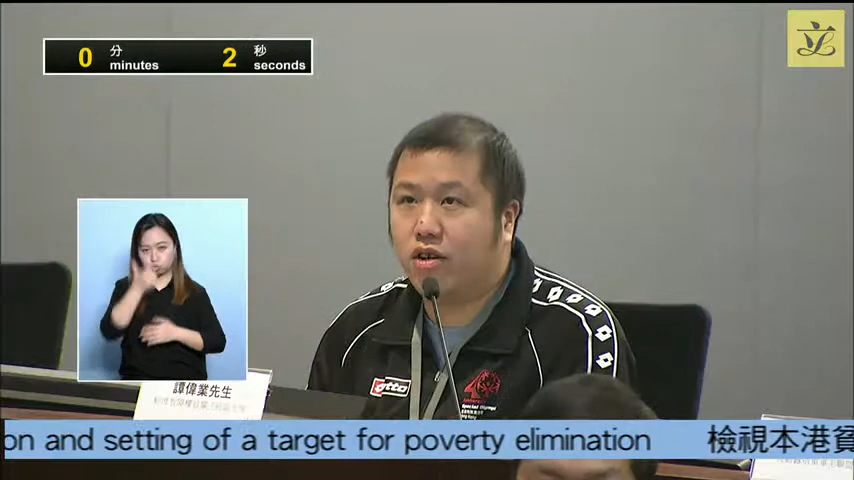 0 分 minutes 2 秒 seconds
譚偉業先生
lotto
on and setting of a target for poverty elimination 檢視本港貧